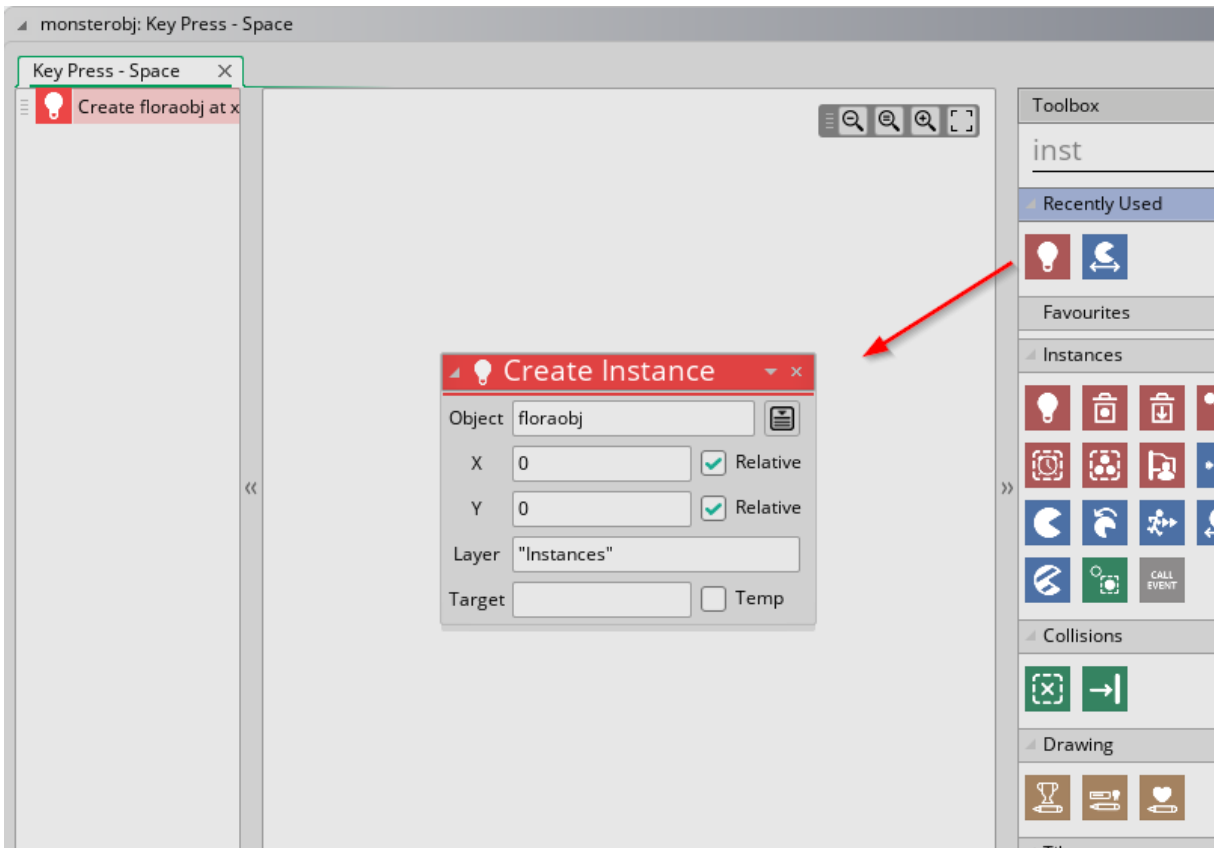 monsterobj: Key Press - Space
Key Press - Space
Create floraobj at x
Toolbox
inst
Recently Used
Favourites
Instances
CALL
EVENT
Collisions
Drawing
Create Instance
Object floraobj
X 0 Relative
Y 0 Relative
Layer "Instances"
Target Temp